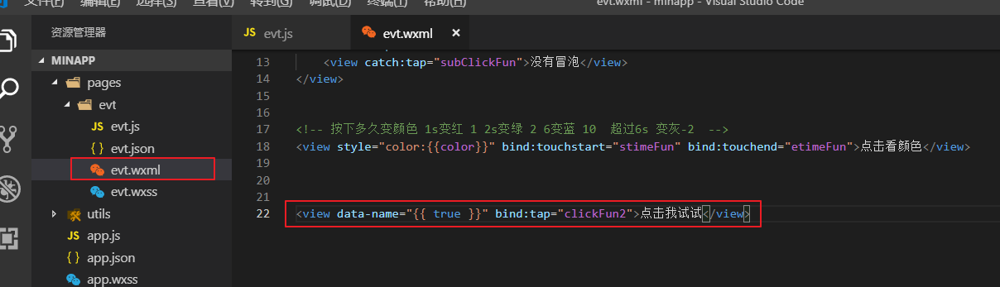 文件(F) 编辑(E) 选择(S) 查看(V) 转到(G) 调试(D) 终端(T) 帮助(H) evt.wxml - minapp - Visual Studio Code
资源管理器
JS evt.js
evt.wxml ×
MINAPP
pages
evt
JS evt.js
{ } evt.json
evt.wxml
evt.wxss
utils
JS app.js
{ } app.json
app.wxss
13 <view catch:tap="subClickFun">没有冒泡</view>
14 </view>
15
16
17 <!-- 按下多久变颜色 1s变红 1 2s变绿 2 6变蓝 10  超过6s 变灰-2  -->
18 <view style="color:{{color}}" bind:touchstart="stimeFun" bind:touchend="etimeFun">点击看颜色</view>
19
20
21
22 <view data-name="{{ true }}" bind:tap="clickFun2">点击我试试</view>